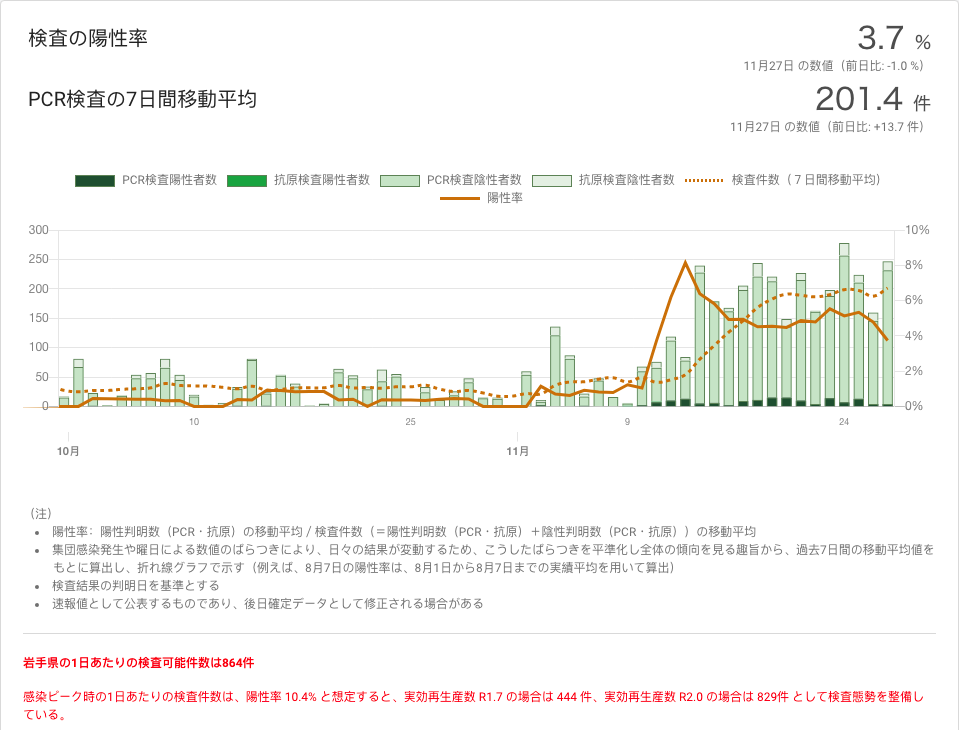 検査の陽性率
3.7 %
11月27日 の数値（前日比: -1.0 %）
PCR検査の7日間移動平均
201.4 件
11月27日 の数値（前日比: +13.7 件）
PCR検査陽性者数 抗原検査陽性者数 PCR検査陰性者数 抗原検査陰性者数 検査件数（７日間移動平均）
陽性率
300 10%
250 8%
200 6%
150 4%
100 2%
50 0%
0
10 25 9 24
10月 11月
（注）
• 陽性率：陽性判明数（PCR・抗原）の移動平均 / 検査件数（＝陽性判明数（PCR・抗原）＋陰性判明数（PCR・抗原））の移動平均
• 集団感染発生や曜日による数値のばらつきにより、日々の結果が変動するため、こうしたばらつきを平準化し全体の傾向を見る趣旨から、過去7日間の移動平均値を
もとに算出し、折れ線グラフで示す（例えば、8月7日の陽性率は、8月1日から8月7日までの実績平均を用いて算出）
• 検査結果の判明日を基準とする
• 速報値として公表するものであり、後日確定データとして修正される場合がある
岩手県の1日あたりの検査可能件数は864件
感染ピーク時の1日あたりの検査件数は、陽性率 10.4% と想定すると、実効再生産数 R1.7 の場合は 444 件、実効再生産数 R2.0 の場合は 829件 として検査態勢を整備し
ている。